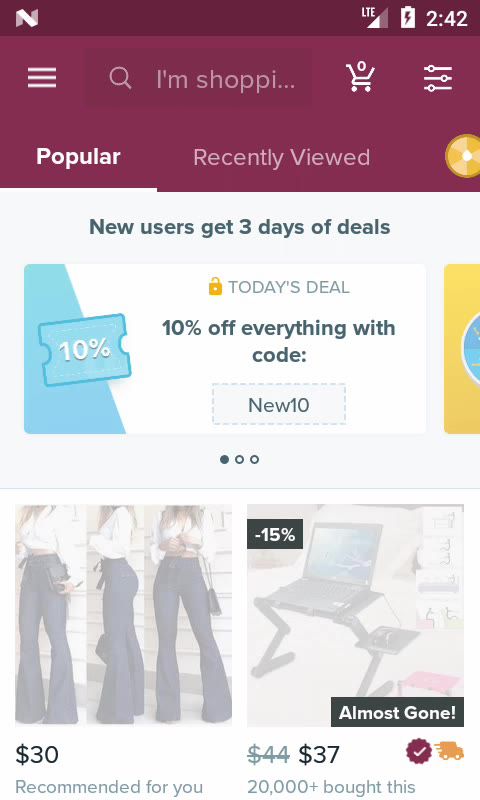 LTE
2:42
I'm shoppi...
0
Popular
Recently Viewed
New users get 3 days of deals
TODAY'S DEAL
10%
10% off everything with
code:
New10
-15%
Almost Gone!
$30
$44 $37
Recommended for you
20,000+ bought this